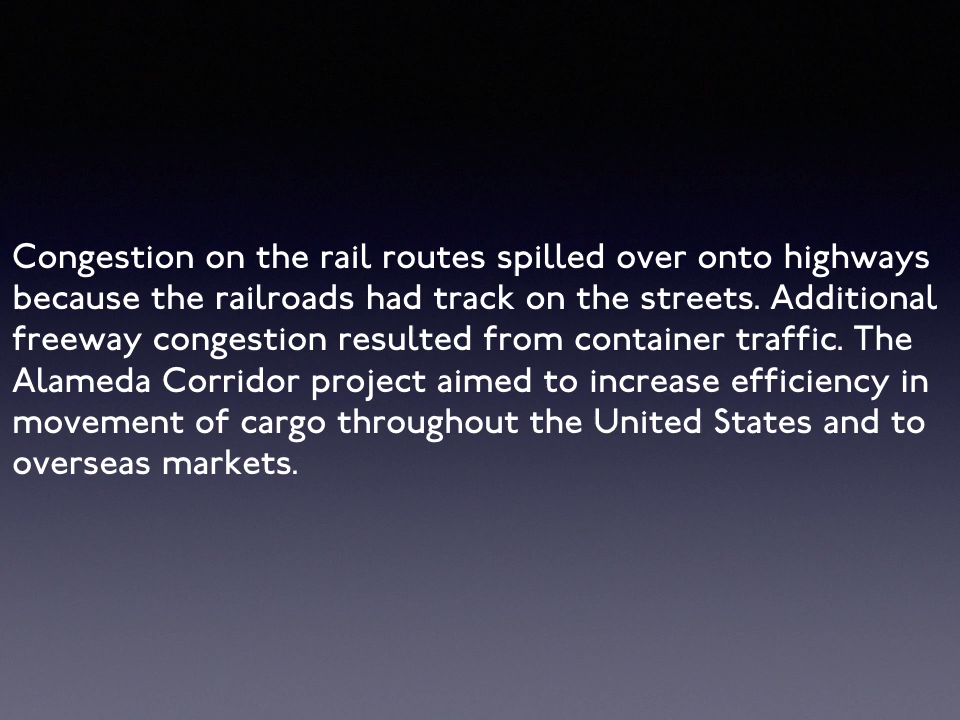 Congestion on the rail routes spilled over onto highways
because the railroads had track on the streets. Additional
freeway congestion resulted from container traffic. The
Alameda Corridor project aimed to increase efficiency in
movement of cargo throughout the United States and to
overseas markets.